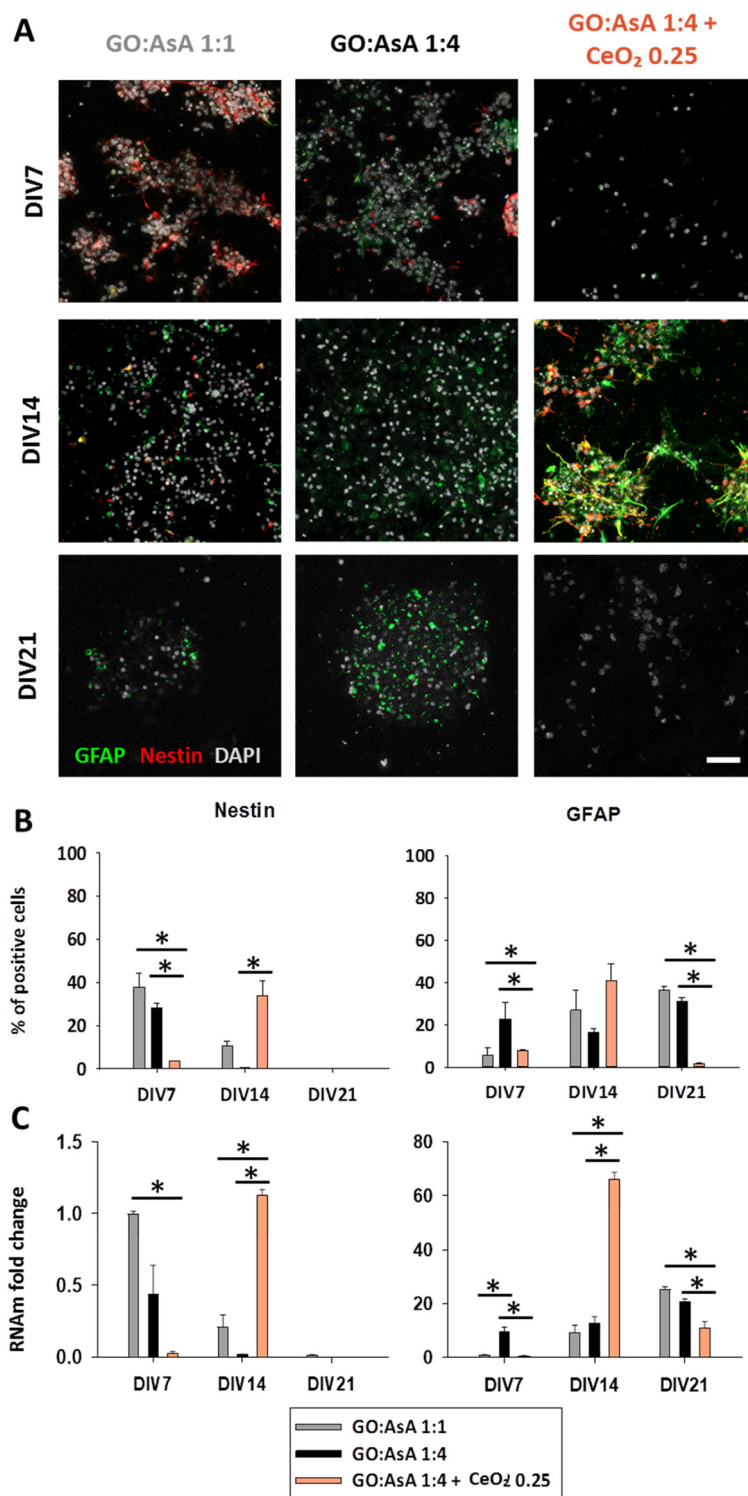 A
GO:AsA 1:1
GO:AsA 1:4
GO:AsA 1:4 +
CeO₂ 0.25
DIV7
DIV14
DIV21
GFAP Nestin DAPI
B
Nestin
GFAP
% of positive cells
100
80
60
40
20
0
DIV7 DIV14 DIV21
100
80
60
40
20
0
DIV7 DIV14 DIV21
* * * * * * *
C
RNAm fold change
1.5
1.0
0.5
0.0
DIV7 DIV14 DIV21
80
60
40
20
0
DIV7 DIV14 DIV21
* * * * * * * * *
GO:AsA 1:1
GO:AsA 1:4
GO:AsA 1:4 + CeO₂ 0.25